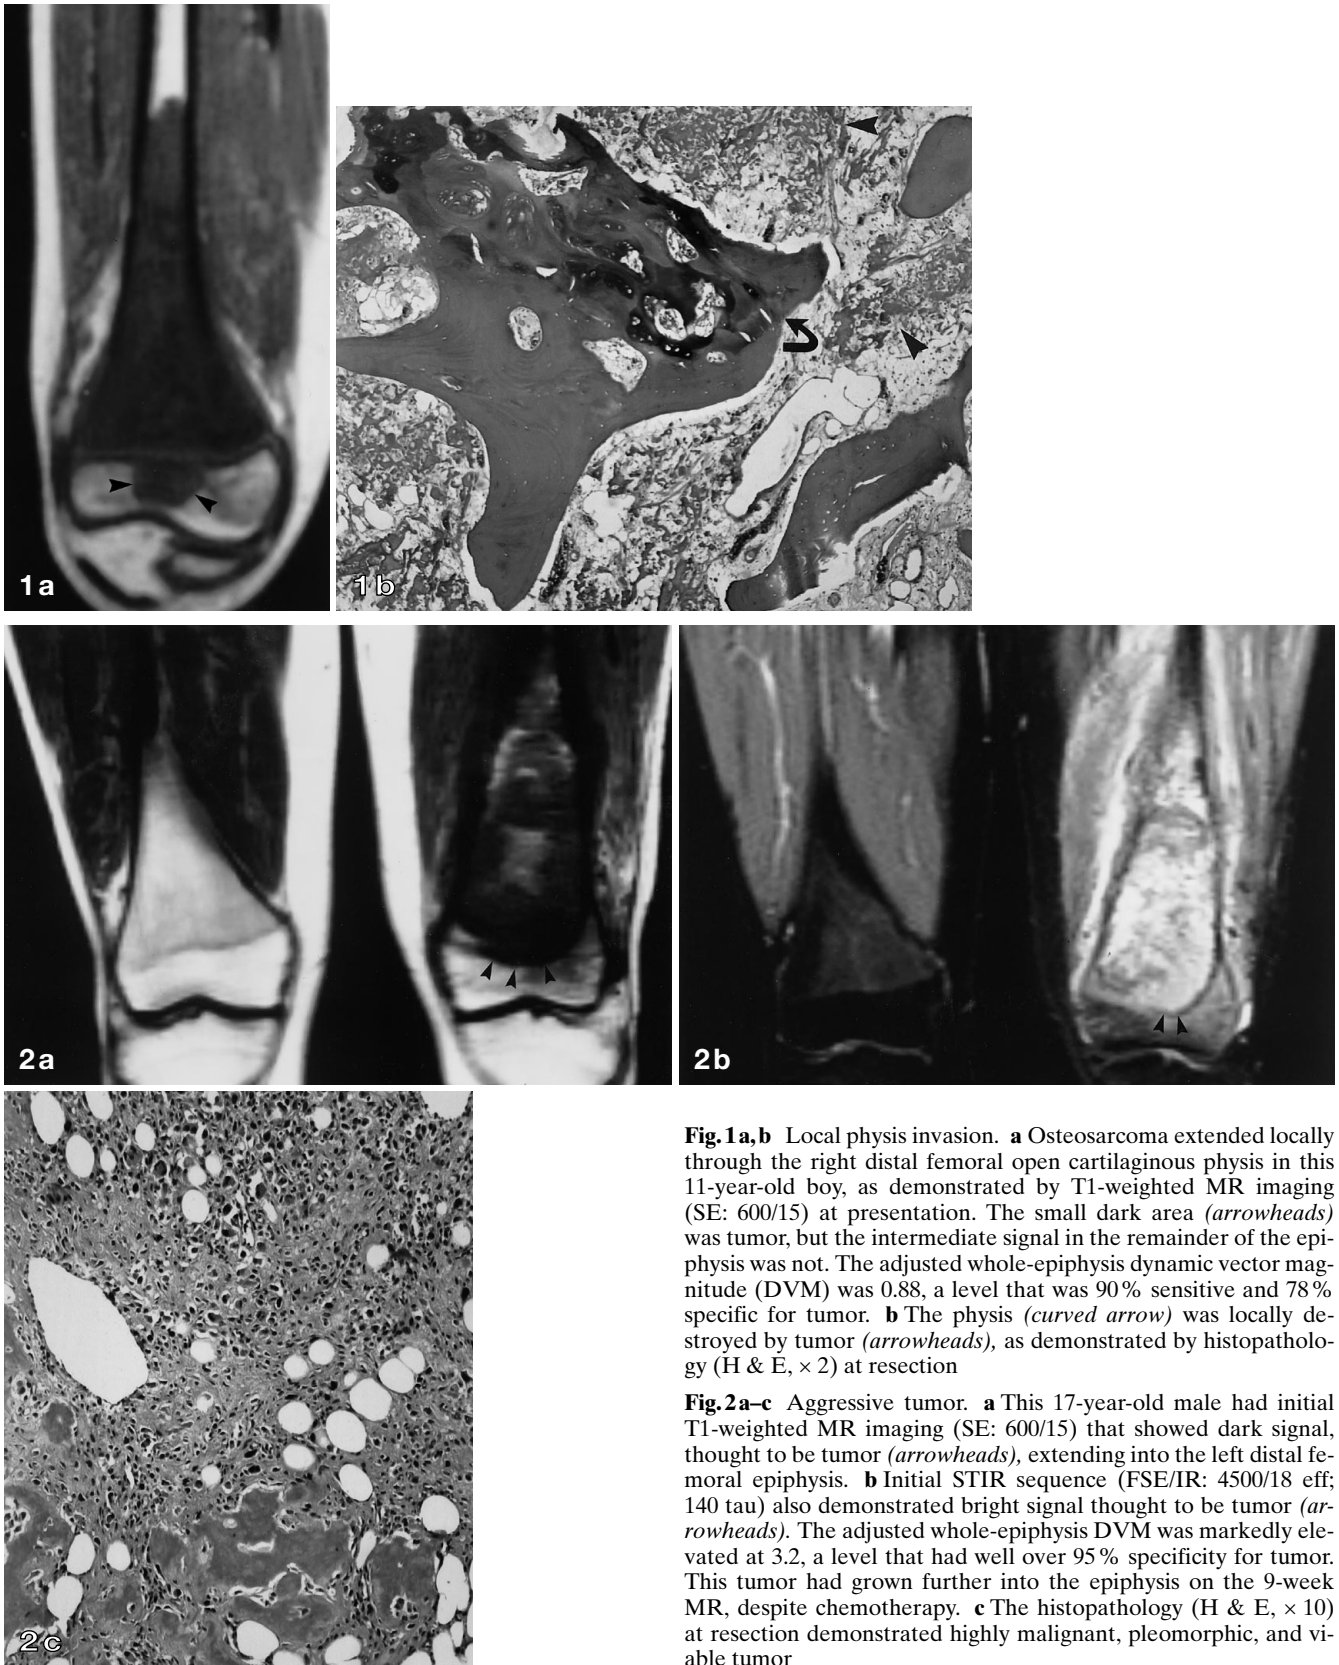 1a
1b
2a
2b
2c
Fig. 1 a, b Local physis invasion. a Osteosarcoma extended locally
through the right distal femoral open cartilaginous physis in this
11-year-old boy, as demonstrated by T1-weighted MR imaging
(SE: 600/15) at presentation. The small dark area (arrowheads)
was tumor, but the intermediate signal in the remainder of the epi-
physis was not. The adjusted whole-epiphysis dynamic vector mag-
nitude (DVM) was 0.88, a level that was 90 % sensitive and 78 %
specific for tumor. b The physis (curved arrow) was locally de-
stroyed by tumor (arrowheads), as demonstrated by histopatholo-
gy (H & E, × 2) at resection
Fig. 2 a–c Aggressive tumor. a This 17-year-old male had initial
T1-weighted MR imaging (SE: 600/15) that showed dark signal,
thought to be tumor (arrowheads), extending into the left distal fe-
moral epiphysis. b Initial STIR sequence (FSE/IR: 4500/18 eff;
140 tau) also demonstrated bright signal thought to be tumor (ar-
rowheads). The adjusted whole-epiphysis DVM was markedly ele-
vated at 3.2, a level that had well over 95 % specificity for tumor.
This tumor had grown further into the epiphysis on the 9-week
MR, despite chemotherapy. c The histopathology (H & E, × 10)
at resection demonstrated highly malignant, pleomorphic, and vi-
able tumor